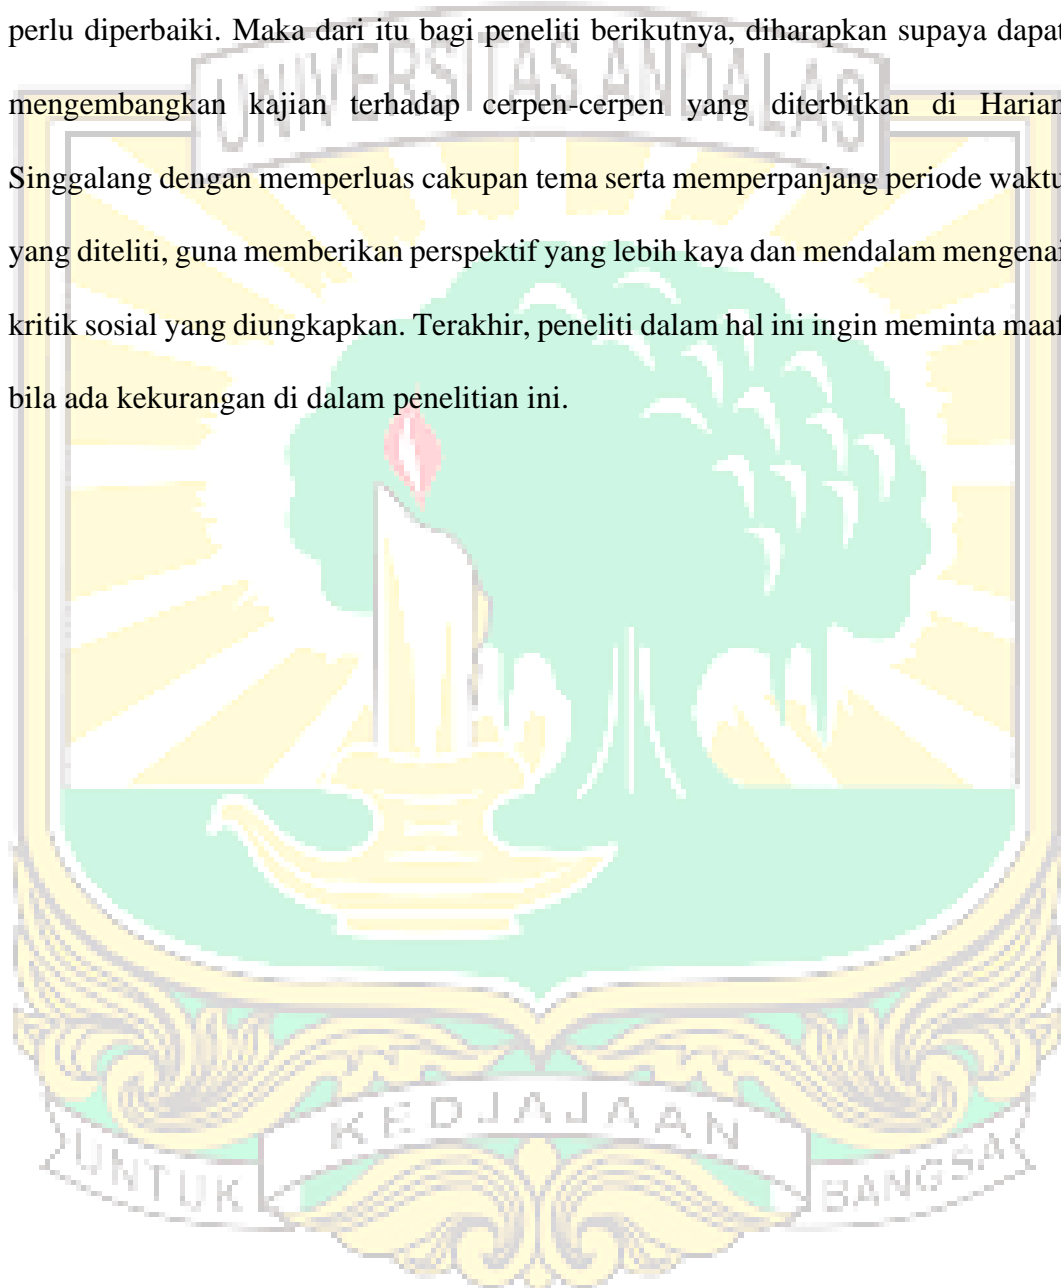 perlu diperbaiki. Maka dari itu bagi peneliti berikutnya, diharapkan supaya dapat
UNIVERSITAS ANDALAS
mengembangkan kajian terhadap cerpen-cerpen yang diterbitkan di Harian
Singgalang dengan memperluas cakupan tema serta memperpanjang periode waktu
yang diteliti, guna memberikan perspektif yang lebih kaya dan mendalam mengenai
kritik sosial yang diungkapkan. Terakhir, peneliti dalam hal ini ingin meminta maaf
bila ada kekurangan di dalam penelitian ini.
UNTUK KEDJAJAAN BANGSA